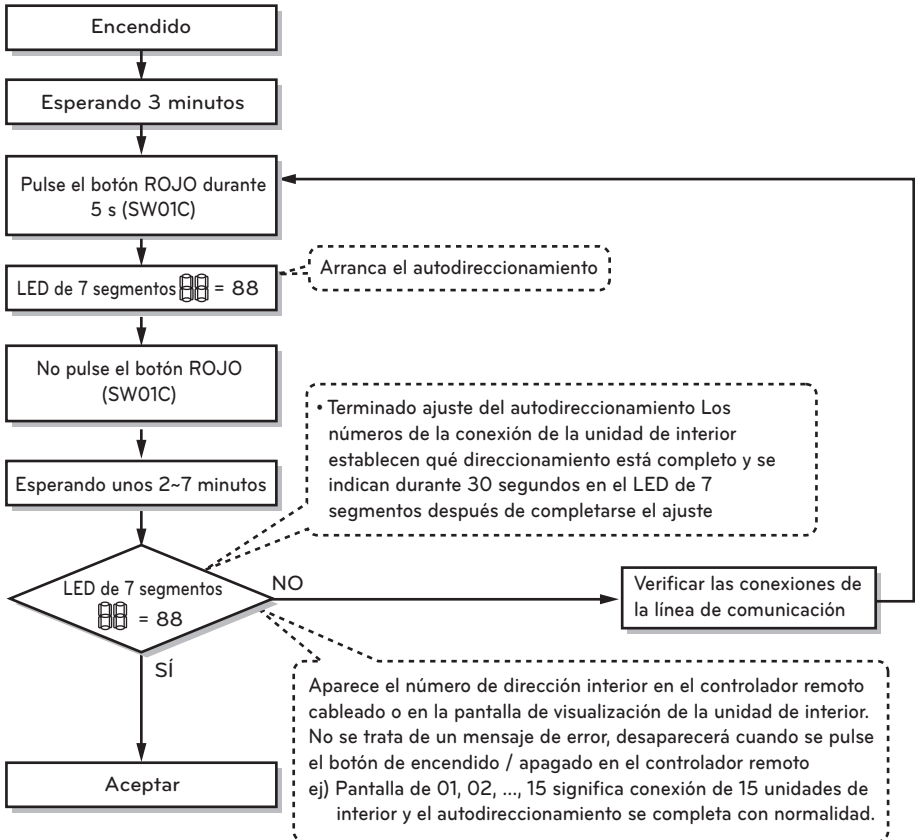 Encendido
Esperando 3 minutos
Pulse el botón ROJO durante
5 s (SW01C)
LED de 7 segmentos 88 = 88
Arranca el autodireccionamiento
No pulse el botón ROJO
(SW01C)
• Terminado ajuste del autodireccionamiento Los
números de la conexión de la unidad de interior
establecen qué direccionamiento está completo y se
indican durante 30 segundos en el LED de 7
segmentos después de completarse el ajuste
Esperando unos 2~7 minutos
LED de 7 segmentos
88 = 88
NO
Verificar las conexiones de
la línea de comunicación
SÍ
Aparece el número de dirección interior en el controlador remoto
cableado o en la pantalla de visualización de la unidad de interior.
No se trata de un mensaje de error, desaparecerá cuando se pulse
el botón de encendido / apagado en el controlador remoto
ej) Pantalla de 01, 02, ..., 15 significa conexión de 15 unidades de
interior y el autodireccionamiento se completa con normalidad.
Aceptar